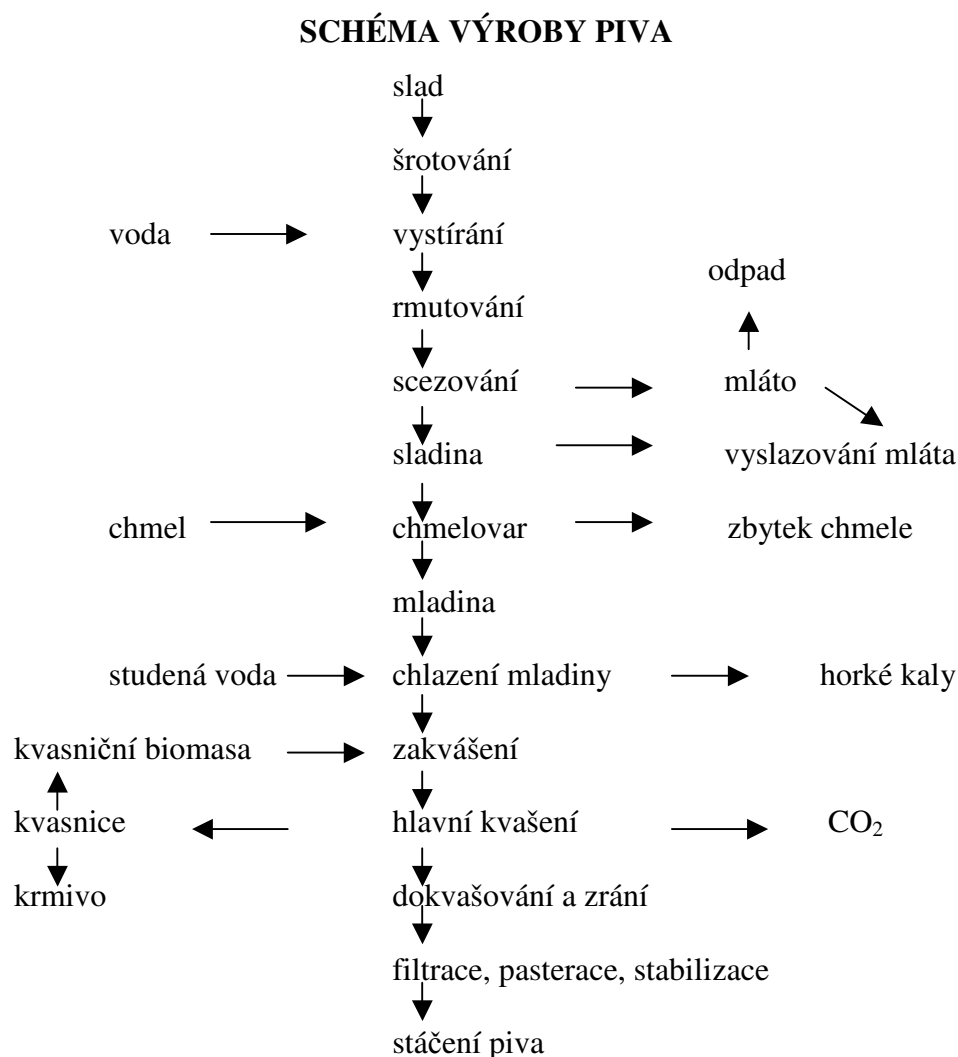 SCHÉMA VÝROBY PIVA
slad
šrotování
voda vystírání
odpad
rmutování
scezování mláto
sladina vyslazování mláta
chmel chmelovar zbytek chmele
mladina
studená voda chlazení mladiny horké kaly
kvasniční biomasa zakvášení
kvasnice hlavní kvašení CO₂
krmivo dokvašování a zrání
filtrace, pasterace, stabilizace
stáčení piva